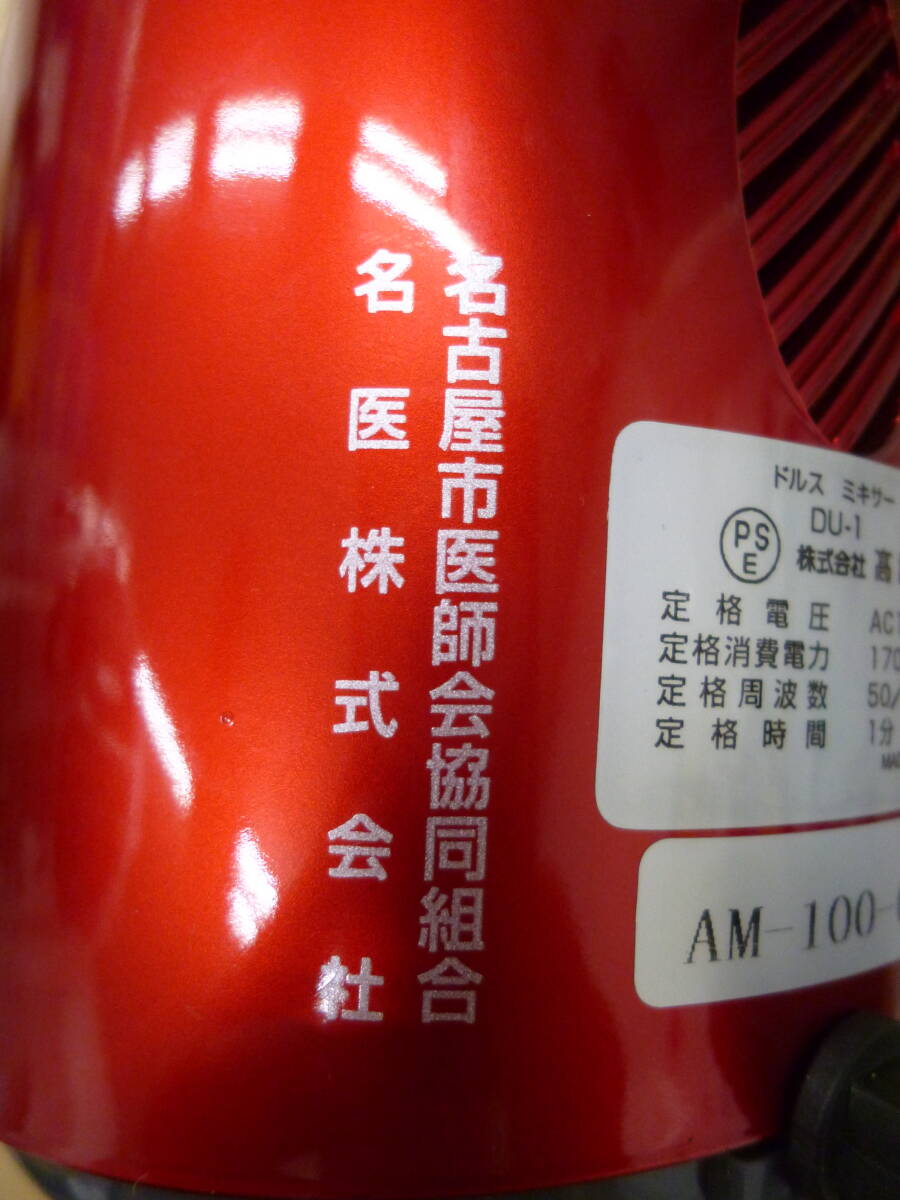 名古屋市医師会協同組合
名医株式会社
ドルス ミキサー
DU-1
PSE
株式会社
定格電圧 AC
定格消費電力 170
定格周波数 50/
定格時間 1分
AM-100-